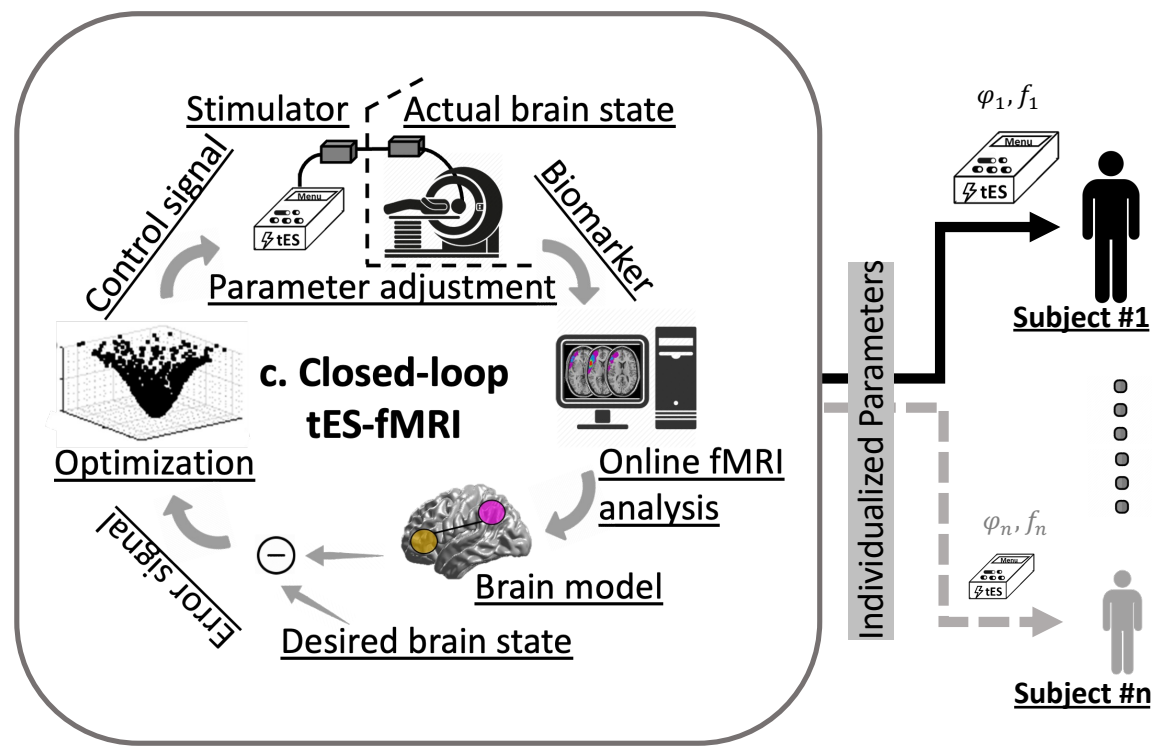 Stimulator
Actual brain state
Control signal
Biomarker
Menu
tES
Parameter adjustment
c. Closed-loop
tES-fMRI
Optimization
Online fMRI
analysis
Error signal
Brain model
Desired brain state
Individualized Parameters
φ₁, f₁
Menu
tES
Subject #1
φₙ, fₙ
Menu
tES
Subject #n